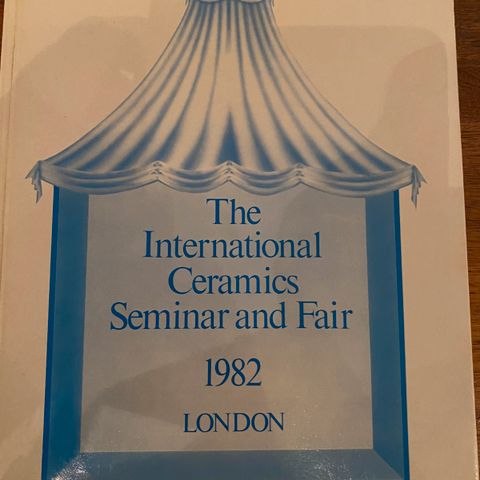 The
International
Ceramics
Seminar and Fair
1982
LONDON